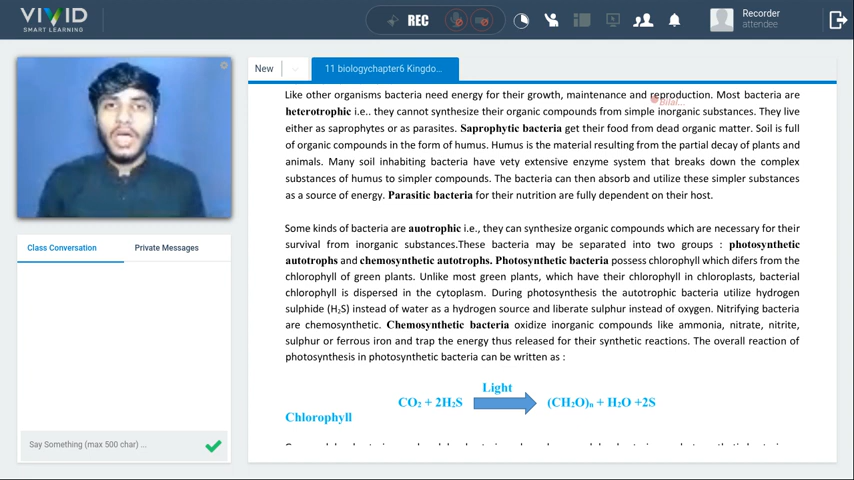 VIVID
SMART LEARNING
REC
Recorder
attendee
New
11 biologychapter6 Kingdo...
Like other organisms bacteria need energy for their growth, maintenance and reproduction. Most bacteria are
Bilal...
heterotrophic i.e.. they cannot synthesize their organic compounds from simple inorganic substances. They live
either as saprophytes or as parasites. Saprophytic bacteria get their food from dead organic matter. Soil is full
of organic compounds in the form of humus. Humus is the material resulting from the partial decay of plants and
animals. Many soil inhabiting bacteria have vety extensive enzyme system that breaks down the complex
substances of humus to simpler compounds. The bacteria can then absorb and utilize these simpler substances
as a source of energy. Parasitic bacteria for their nutrition are fully dependent on their host.
Some kinds of bacteria are auotrophic i.e., they can synthesize organic compounds which are necessary for their
survival from inorganic substances.These bacteria may be separated into two groups : photosynthetic
autotrophs and chemosynthetic autotrophs. Photosynthetic bacteria possess chlorophyll which difers from the
chlorophyll of green plants. Unlike most green plants, which have their chlorophyll in chloroplasts, bacterial
chlorophyll is dispersed in the cytoplasm. During photosynthesis the autotrophic bacteria utilize hydrogen
sulphide (H₂S) instead of water as a hydrogen source and liberate sulphur instead of oxygen. Nitrifying bacteria
are chemosynthetic. Chemosynthetic bacteria oxidize inorganic compounds like ammonia, nitrate, nitrite,
sulphur or ferrous iron and trap the energy thus released for their synthetic reactions. The overall reaction of
photosynthesis in photosynthetic bacteria can be written as :
Light
CO₂ + 2H₂S (CH₂O)ₙ + H₂O +2S
Chlorophyll
Class Conversation
Private Messages
Say Something (max 500 char) ...